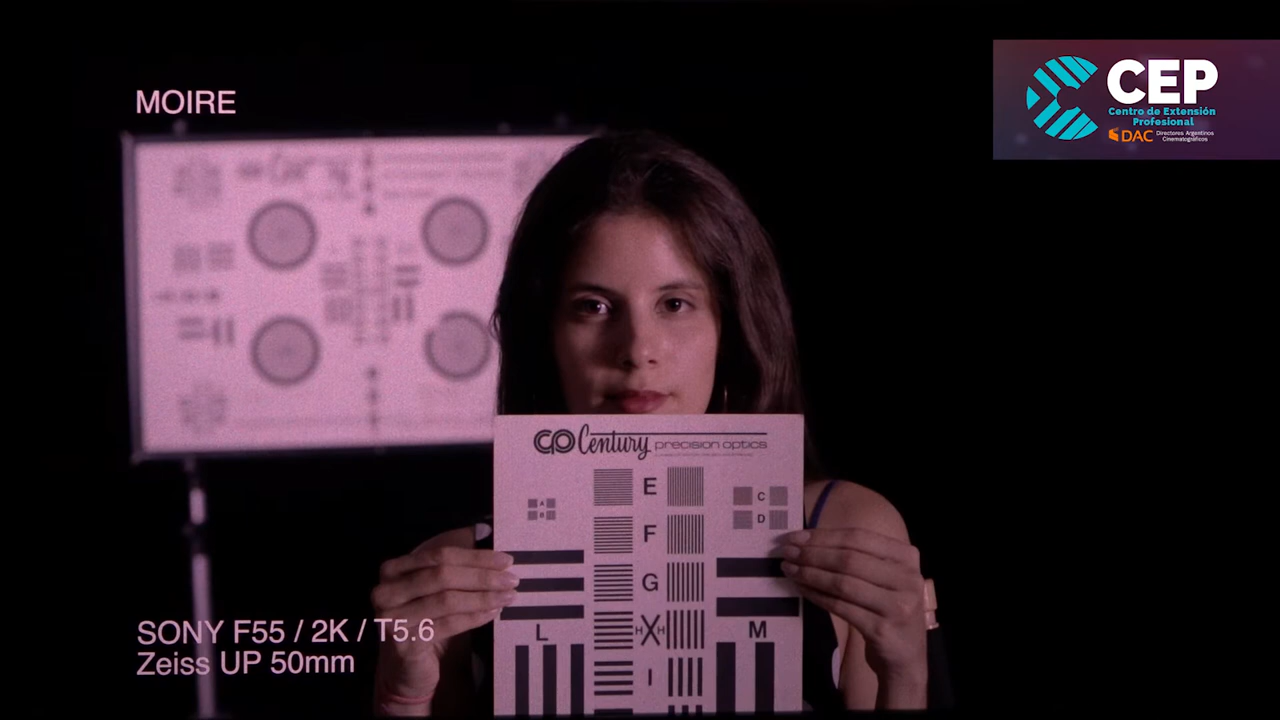 MOIRE
CEP
Centro de Extensión
Profesional
DAC Directores Argentinos
Cinematográficos
Century precision optics
E
A
B
C
D
F
G
L
HXH
M
I
SONY F55 / 2K / T5.6
Zeiss UP 50mm